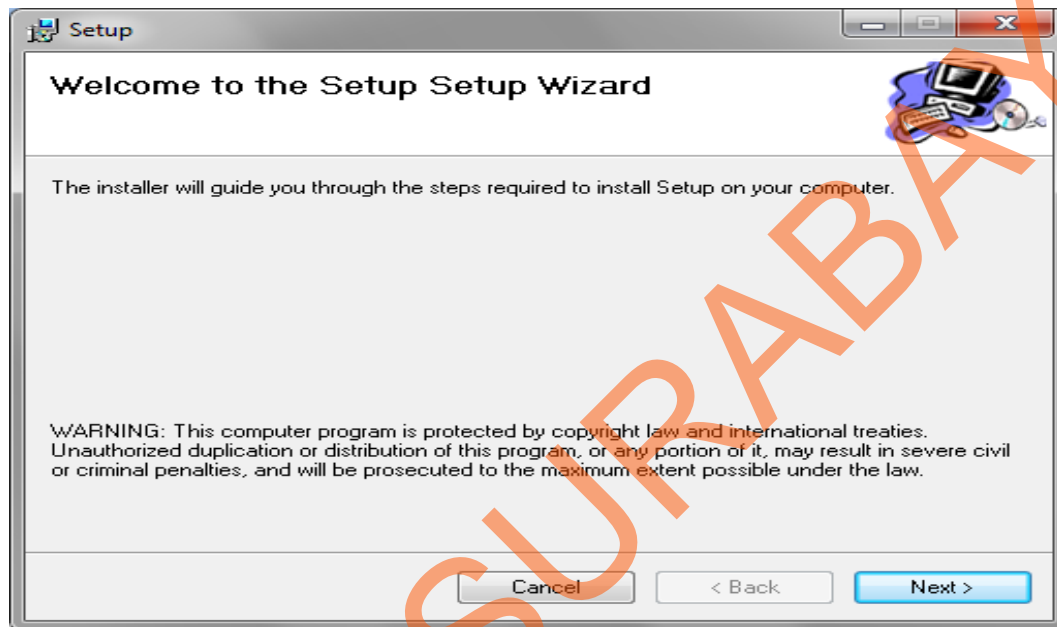 Setup
Welcome to the Setup Setup Wizard
The installer will guide you through the steps required to install Setup on your computer.
WARNING: This computer program is protected by copyright law and international treaties.
Unauthorized duplication or distribution of this program, or any portion of it, may result in severe civil
or criminal penalties, and will be prosecuted to the maximum extent possible under the law.
Cancel
< Back
Next >
SURABAY